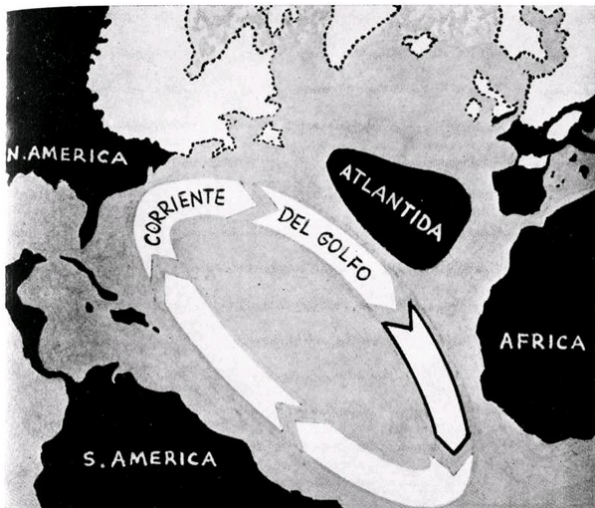 N. AMERICA
ATLANTIDA
CORRIENTE
DEL GOLFO
AFRICA
S. AMERICA